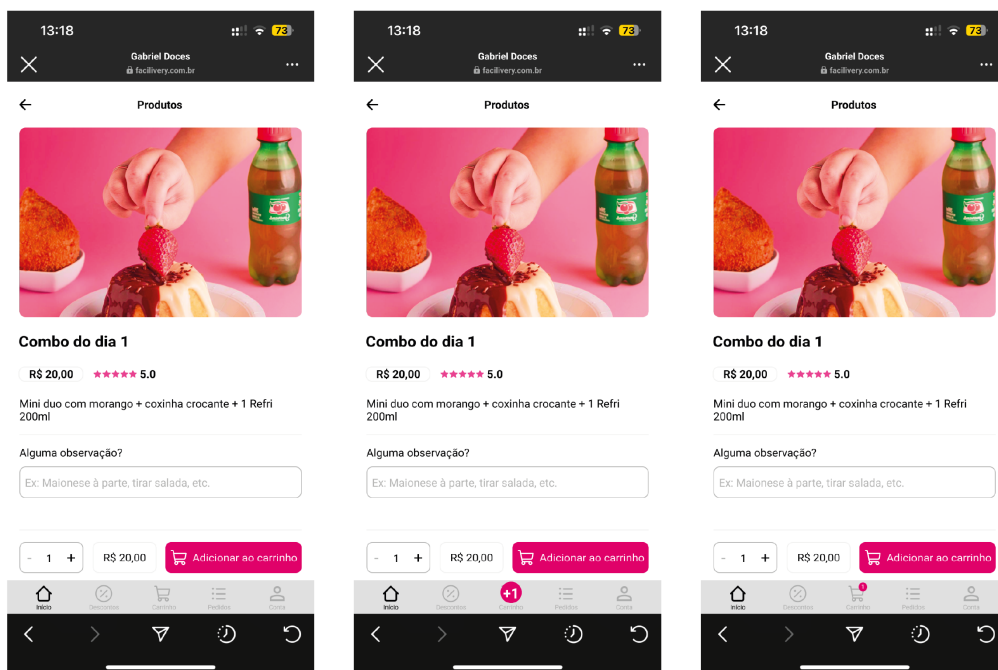 13:18
73
Gabriel Doces
facilivery.com.br
Produtos
Combo do dia 1
R$ 20,00
5.0
Mini duo com morango + coxinha crocante + 1 Refri
200ml
Alguma observação?
Ex: Maionese à parte, tirar salada, etc.
- 1 +
R$ 20,00
Adicionar ao carrinho
Início
Descontos
Carrinho
Pedidos
Conta
13:18
73
Gabriel Doces
facilivery.com.br
Produtos
Combo do dia 1
R$ 20,00
5.0
Mini duo com morango + coxinha crocante + 1 Refri
200ml
Alguma observação?
Ex: Maionese à parte, tirar salada, etc.
- 1 +
R$ 20,00
Adicionar ao carrinho
+1
Início
Descontos
Carrinho
Pedidos
Conta
13:18
73
Gabriel Doces
facilivery.com.br
Produtos
Combo do dia 1
R$ 20,00
5.0
Mini duo com morango + coxinha crocante + 1 Refri
200ml
Alguma observação?
Ex: Maionese à parte, tirar salada, etc.
- 1 +
R$ 20,00
Adicionar ao carrinho
1
Início
Descontos
Carrinho
Pedidos
Conta